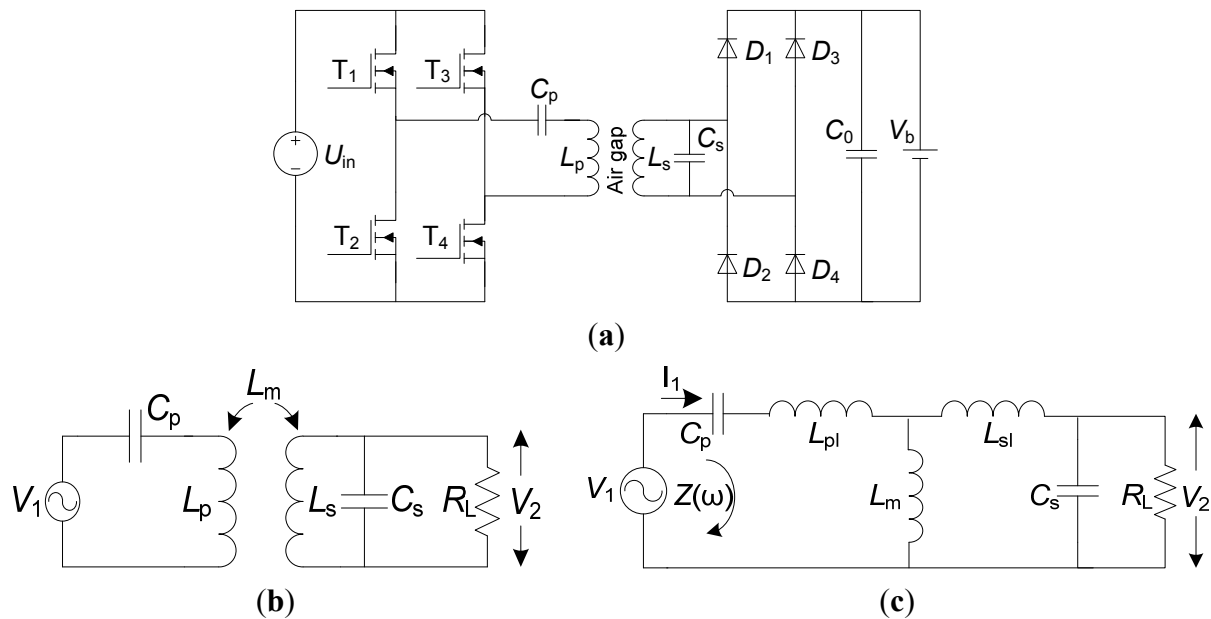 T1
T3
Cp
D1
D3
Uin
Lp
Air gap
Ls
Cs
C0
Vb
T2
T4
D2
D4
(a)
Lm
Cp
V1
Lp
Ls
Cs
RL
V2
(b)
I1
Cp
Lpl
Lsl
V1
Z(ω)
Lm
Cs
RL
V2
(c)